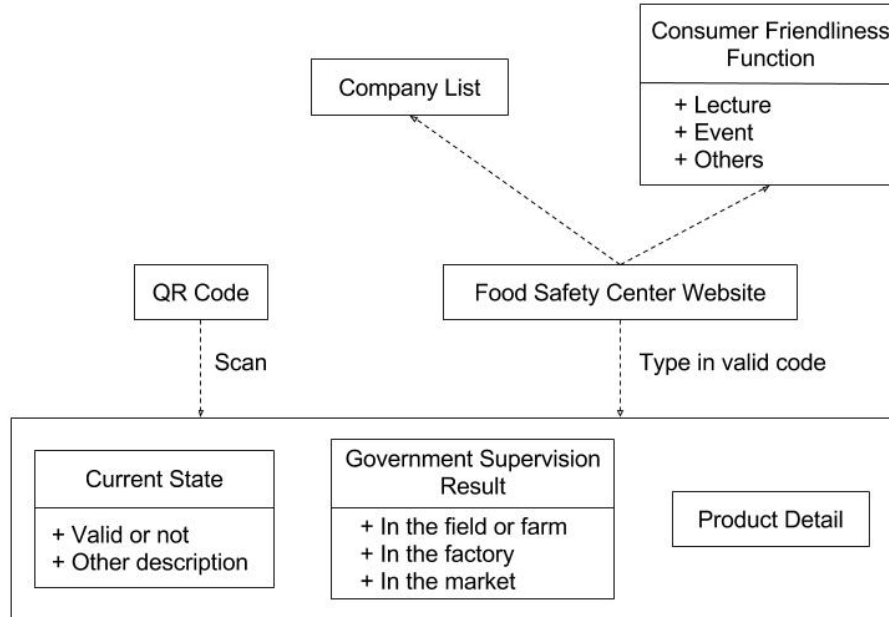 Consumer Friendliness
Function
+ Lecture
+ Event
+ Others
Company List
QR Code
Food Safety Center Website
Scan
Type in valid code
Current State
+ Valid or not
+ Other description
Government Supervision
Result
+ In the field or farm
+ In the factory
+ In the market
Product Detail